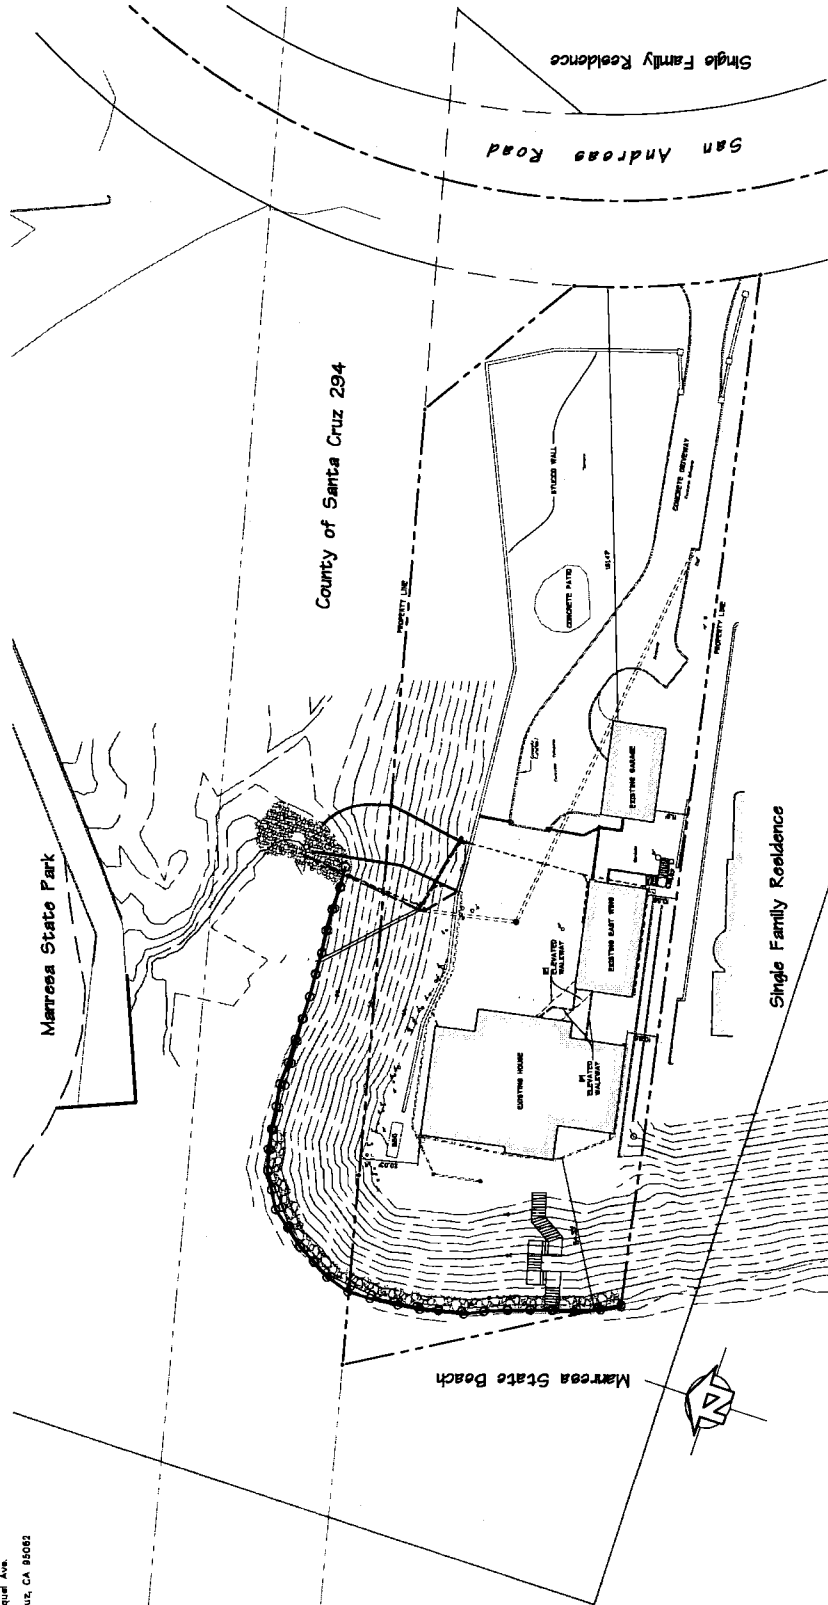 Single Family Residence
San Andreas Road
County of Santa Cruz 294
STUCCO WALL
CONCRETE DRIVEWAY
CONCRETE PATIO
PROPERTY LINE
PROPERTY LINE
EXISTING GARAGE
Manresa State Park
EXISTING EAST WING
(E) ELEVATED
WALKWAY
Single Family Residence
EXISTING HOUSE
(E)
ELEVATED
WALKWAY
BBQ
Manresa State Beach
N
quel Ave.
uz, CA 95062